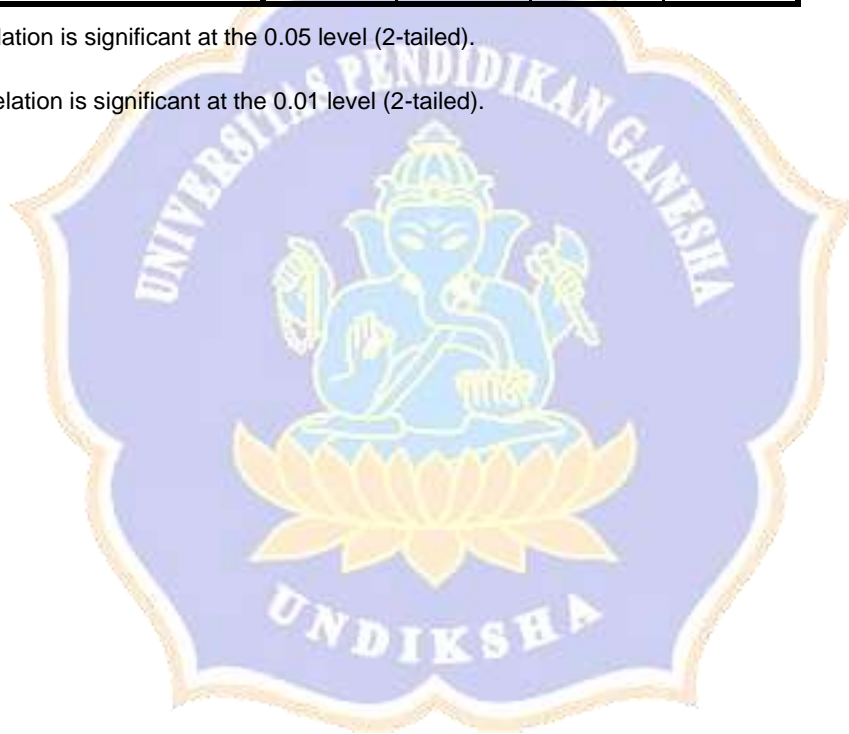 lation is significant at the 0.05 level (2-tailed).
elation is significant at the 0.01 level (2-tailed).
UNIVERSITAS PENDIDIKAN GANESHA
UNDIKSHA